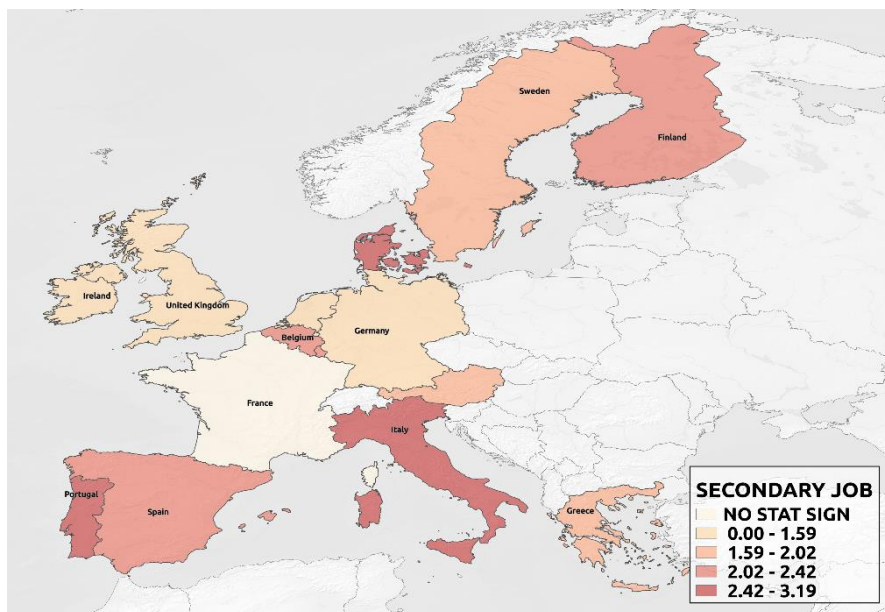 Sweden
Finland
Ireland
United Kingdom
Germany
Belgium
France
Italy
Portugal
Spain
Greece
SECONDARY JOB
NO STAT SIGN
0.00 - 1.59
1.59 - 2.02
2.02 - 2.42
2.42 - 3.19